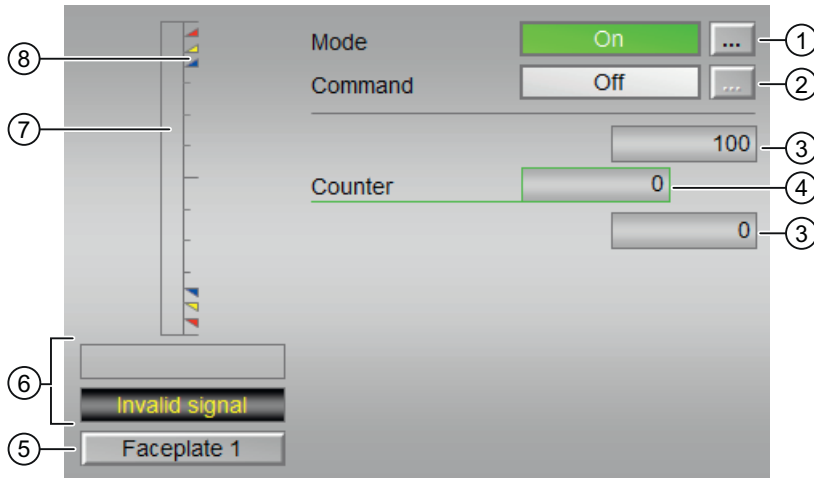 8
7
Mode On ... 1
Command Off ... 2
100 3
Counter 0 4
0 3
6
Invalid signal
5 Faceplate 1